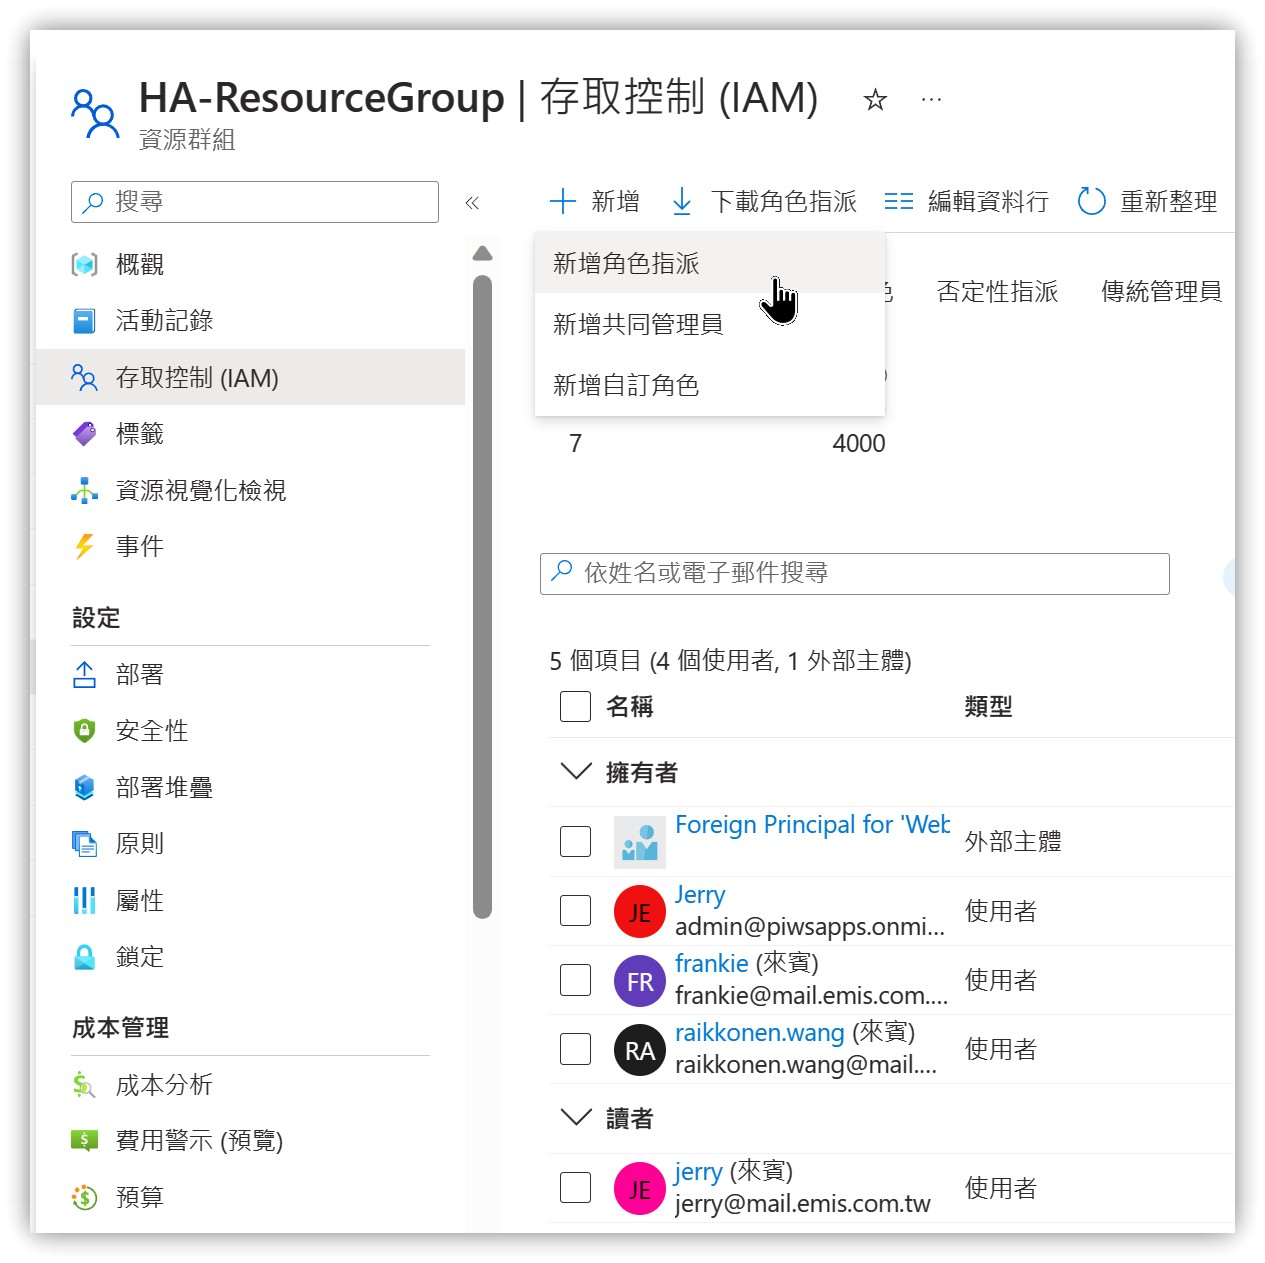 HA-ResourceGroup | 存取控制 (IAM)
資源群組
搜尋
新增
下載角色指派
編輯資料行
重新整理
概觀
活動記錄
存取控制 (IAM)
標籤
資源視覺化檢視
事件
設定
部署
安全性
部署堆疊
原則
屬性
鎖定
成本管理
成本分析
費用警示 (預覽)
預算
新增角色指派
新增共同管理員
新增自訂角色
否定性指派
傳統管理員
7
4000
依姓名或電子郵件搜尋
5 個項目 (4 個使用者, 1 外部主體)
名稱
類型
擁有者
Foreign Principal for 'Web
外部主體
JE
Jerry
admin@piwsapps.onmi...
使用者
FR
frankie (來賓)
frankie@mail.emis.com....
使用者
RA
raikkonen.wang (來賓)
raikkonen.wang@mail....
使用者
讀者
JE
jerry (來賓)
jerry@mail.emis.com.tw
使用者